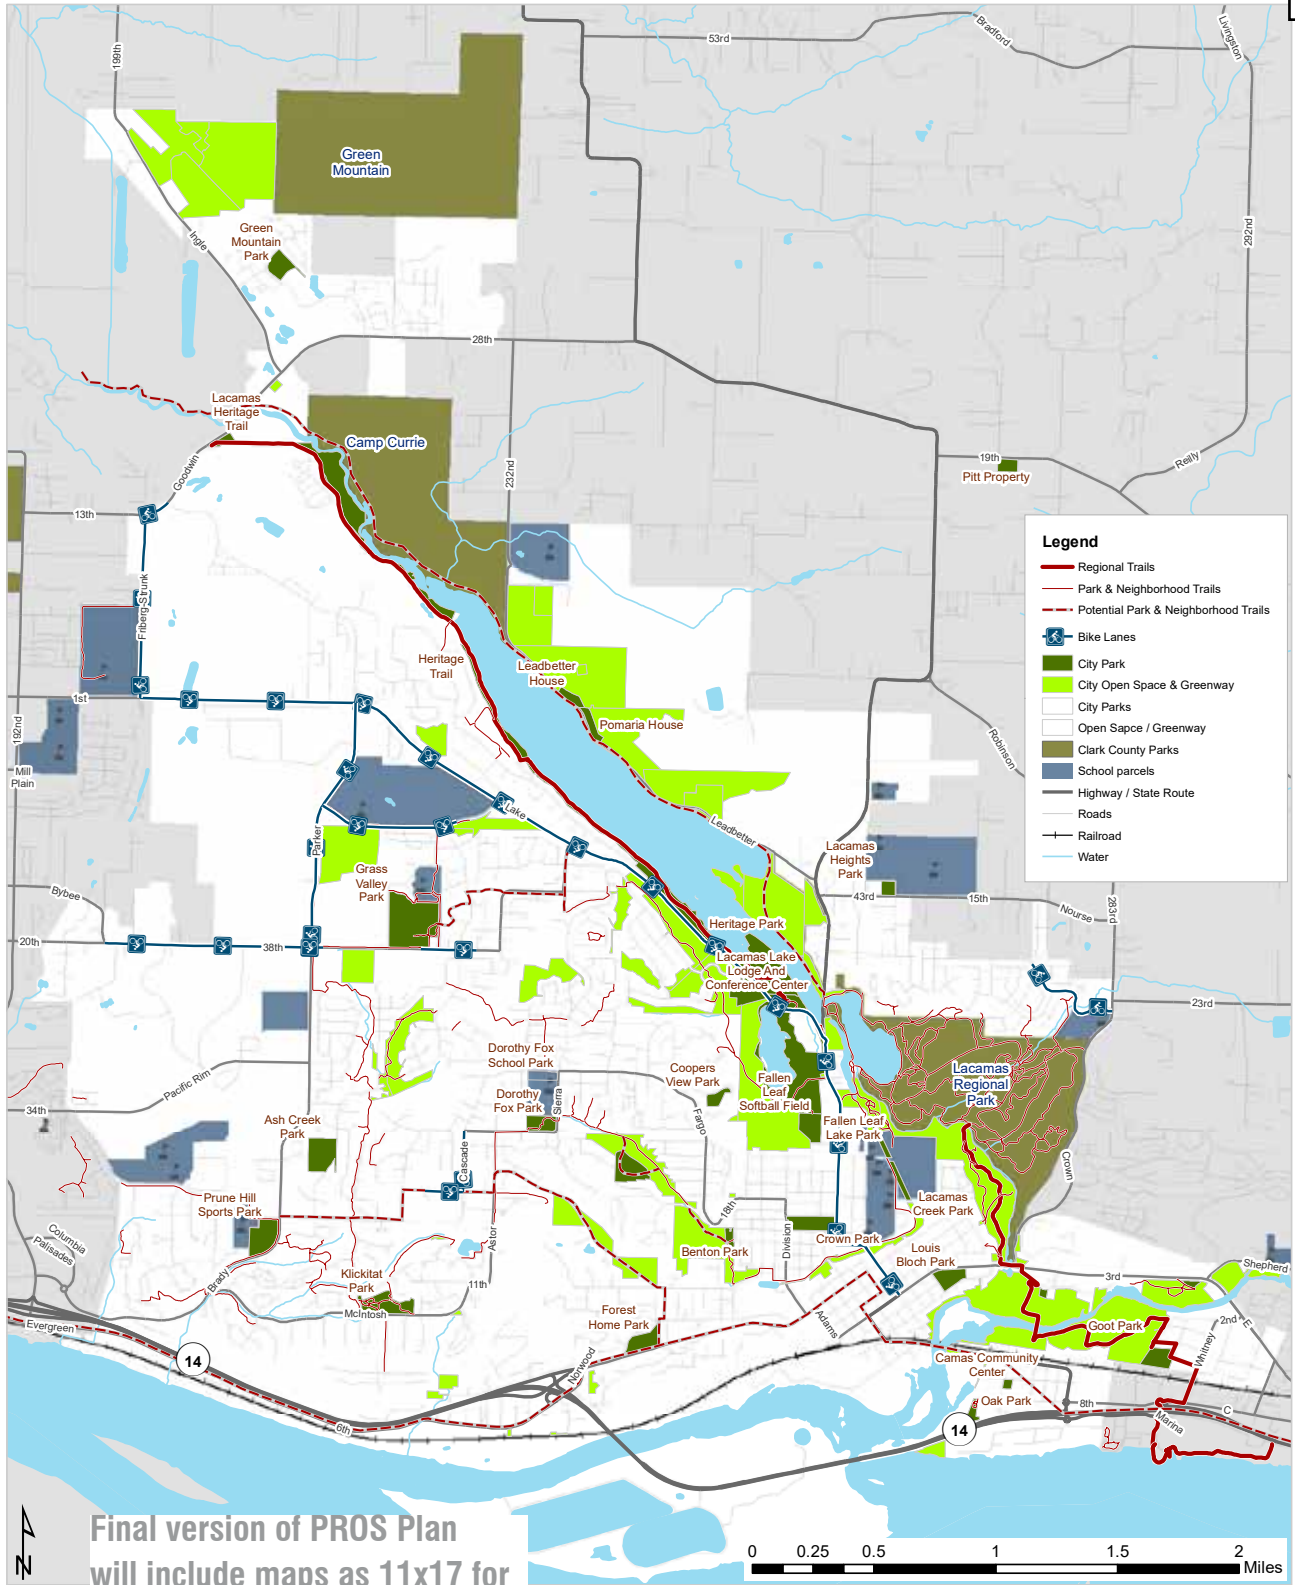 53rd
Bradford
Livingston
199th
Green
Mountain
Green
Mountain
Park
Ingle
292nd
28th
Lacamas
Heritage
Trail
Camp Currie
Goodwin
232nd
19th
Reilly
Pitt Property
13th
Friberg-Strunk
Legend
Regional Trails
Park & Neighborhood Trails
Potential Park & Neighborhood Trails
Bike Lanes
City Park
City Open Space & Greenway
City Parks
Open Sapce / Greenway
Clark County Parks
School parcels
Highway / State Route
Roads
Railroad
Water
Heritage
Trail
Leadbetter
House
1st
192nd
Pomaria House
Robinson
Mill
Plain
Lake
Leadbetter
Parker
Lacamas
Heights
Park
Grass
Valley
Park
Bybee
43rd
15th
Nourse
283rd
Heritage Park
20th
38th
Lacamas Lake
Lodge And
Conference Center
23rd
Dorothy Fox
School Park
Coopers
View Park
Fallen
Leaf
Softball Field
Lacamas
Regional
Park
Pacific Rim
Dorothy
Fox Park
Sierra
34th
Ash Creek
Park
Fargo
Fallen Leaf
Lake Park
Cascade
Crown
Prune Hill
Sports Park
Lacamas
Creek Park
18th
Columbia
Palisades
Astor
Benton Park
Division
Crown Park
Louis
Bloch Park
Shepherd
Brady
Klickitat
Park
11th
3rd
McIntosh
Forest
Home Park
Adams
Goot Park
2nd
E
Evergreen
14
Norwood
Whitney
Camas Community
Center
Oak Park
8th
C
Marina
6th
14
N
Final version of PROS Plan
will include maps as 11x17 for
0 0.25 0.5 1 1.5 2
Miles